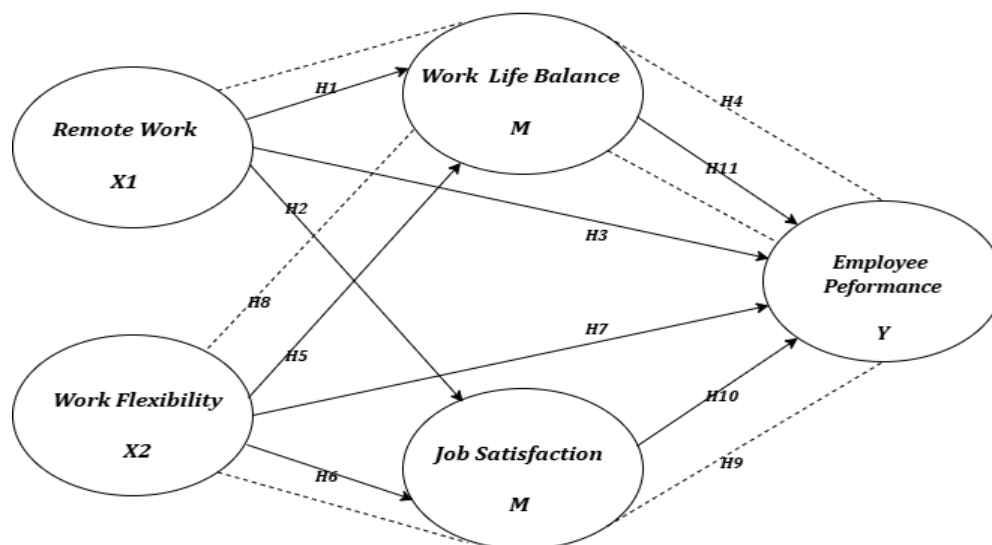 Work Life Balance
M
H4
H1
Remote Work
X1
H11
H2
H3
Employee
Peformance
Y
H8
H7
H5
Work Flexibility
X2
H10
Job Satisfaction
M
H9
H6